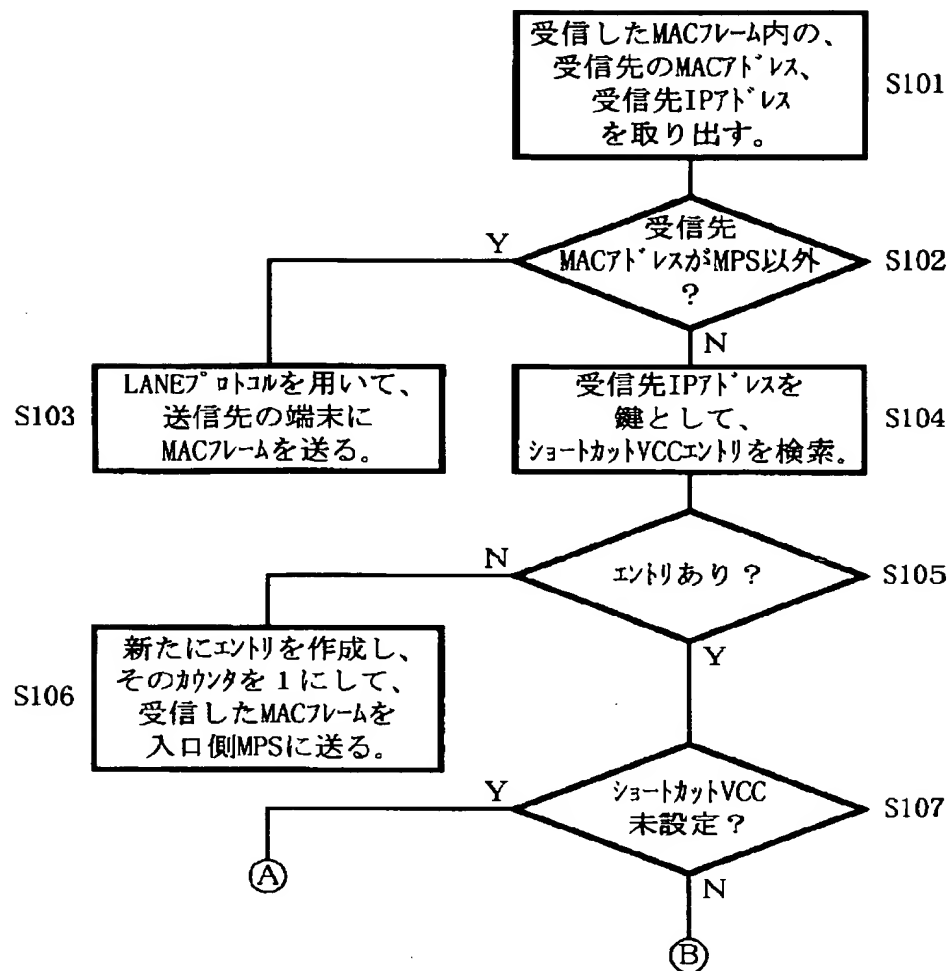 受信したMACフレーム内の、
受信先のMACアドレス、
受信先IPアドレス
を取り出す。
S101
受信先
MACアドレスがMPS以外
?
S102
Y
N
LANEプロトコルを用いて、
送信先の端末に
MACフレームを送る。
S103
受信先IPアドレスを
鍵として、
ショートカットVCCエントリを検索。
S104
エントリあり?
S105
N
Y
新たにエントリを作成し、
そのカウンタを1にして、
受信したMACフレームを
入口側MPSに送る。
S106
ショートカットVCC
未設定?
S107
Y
N
A
B